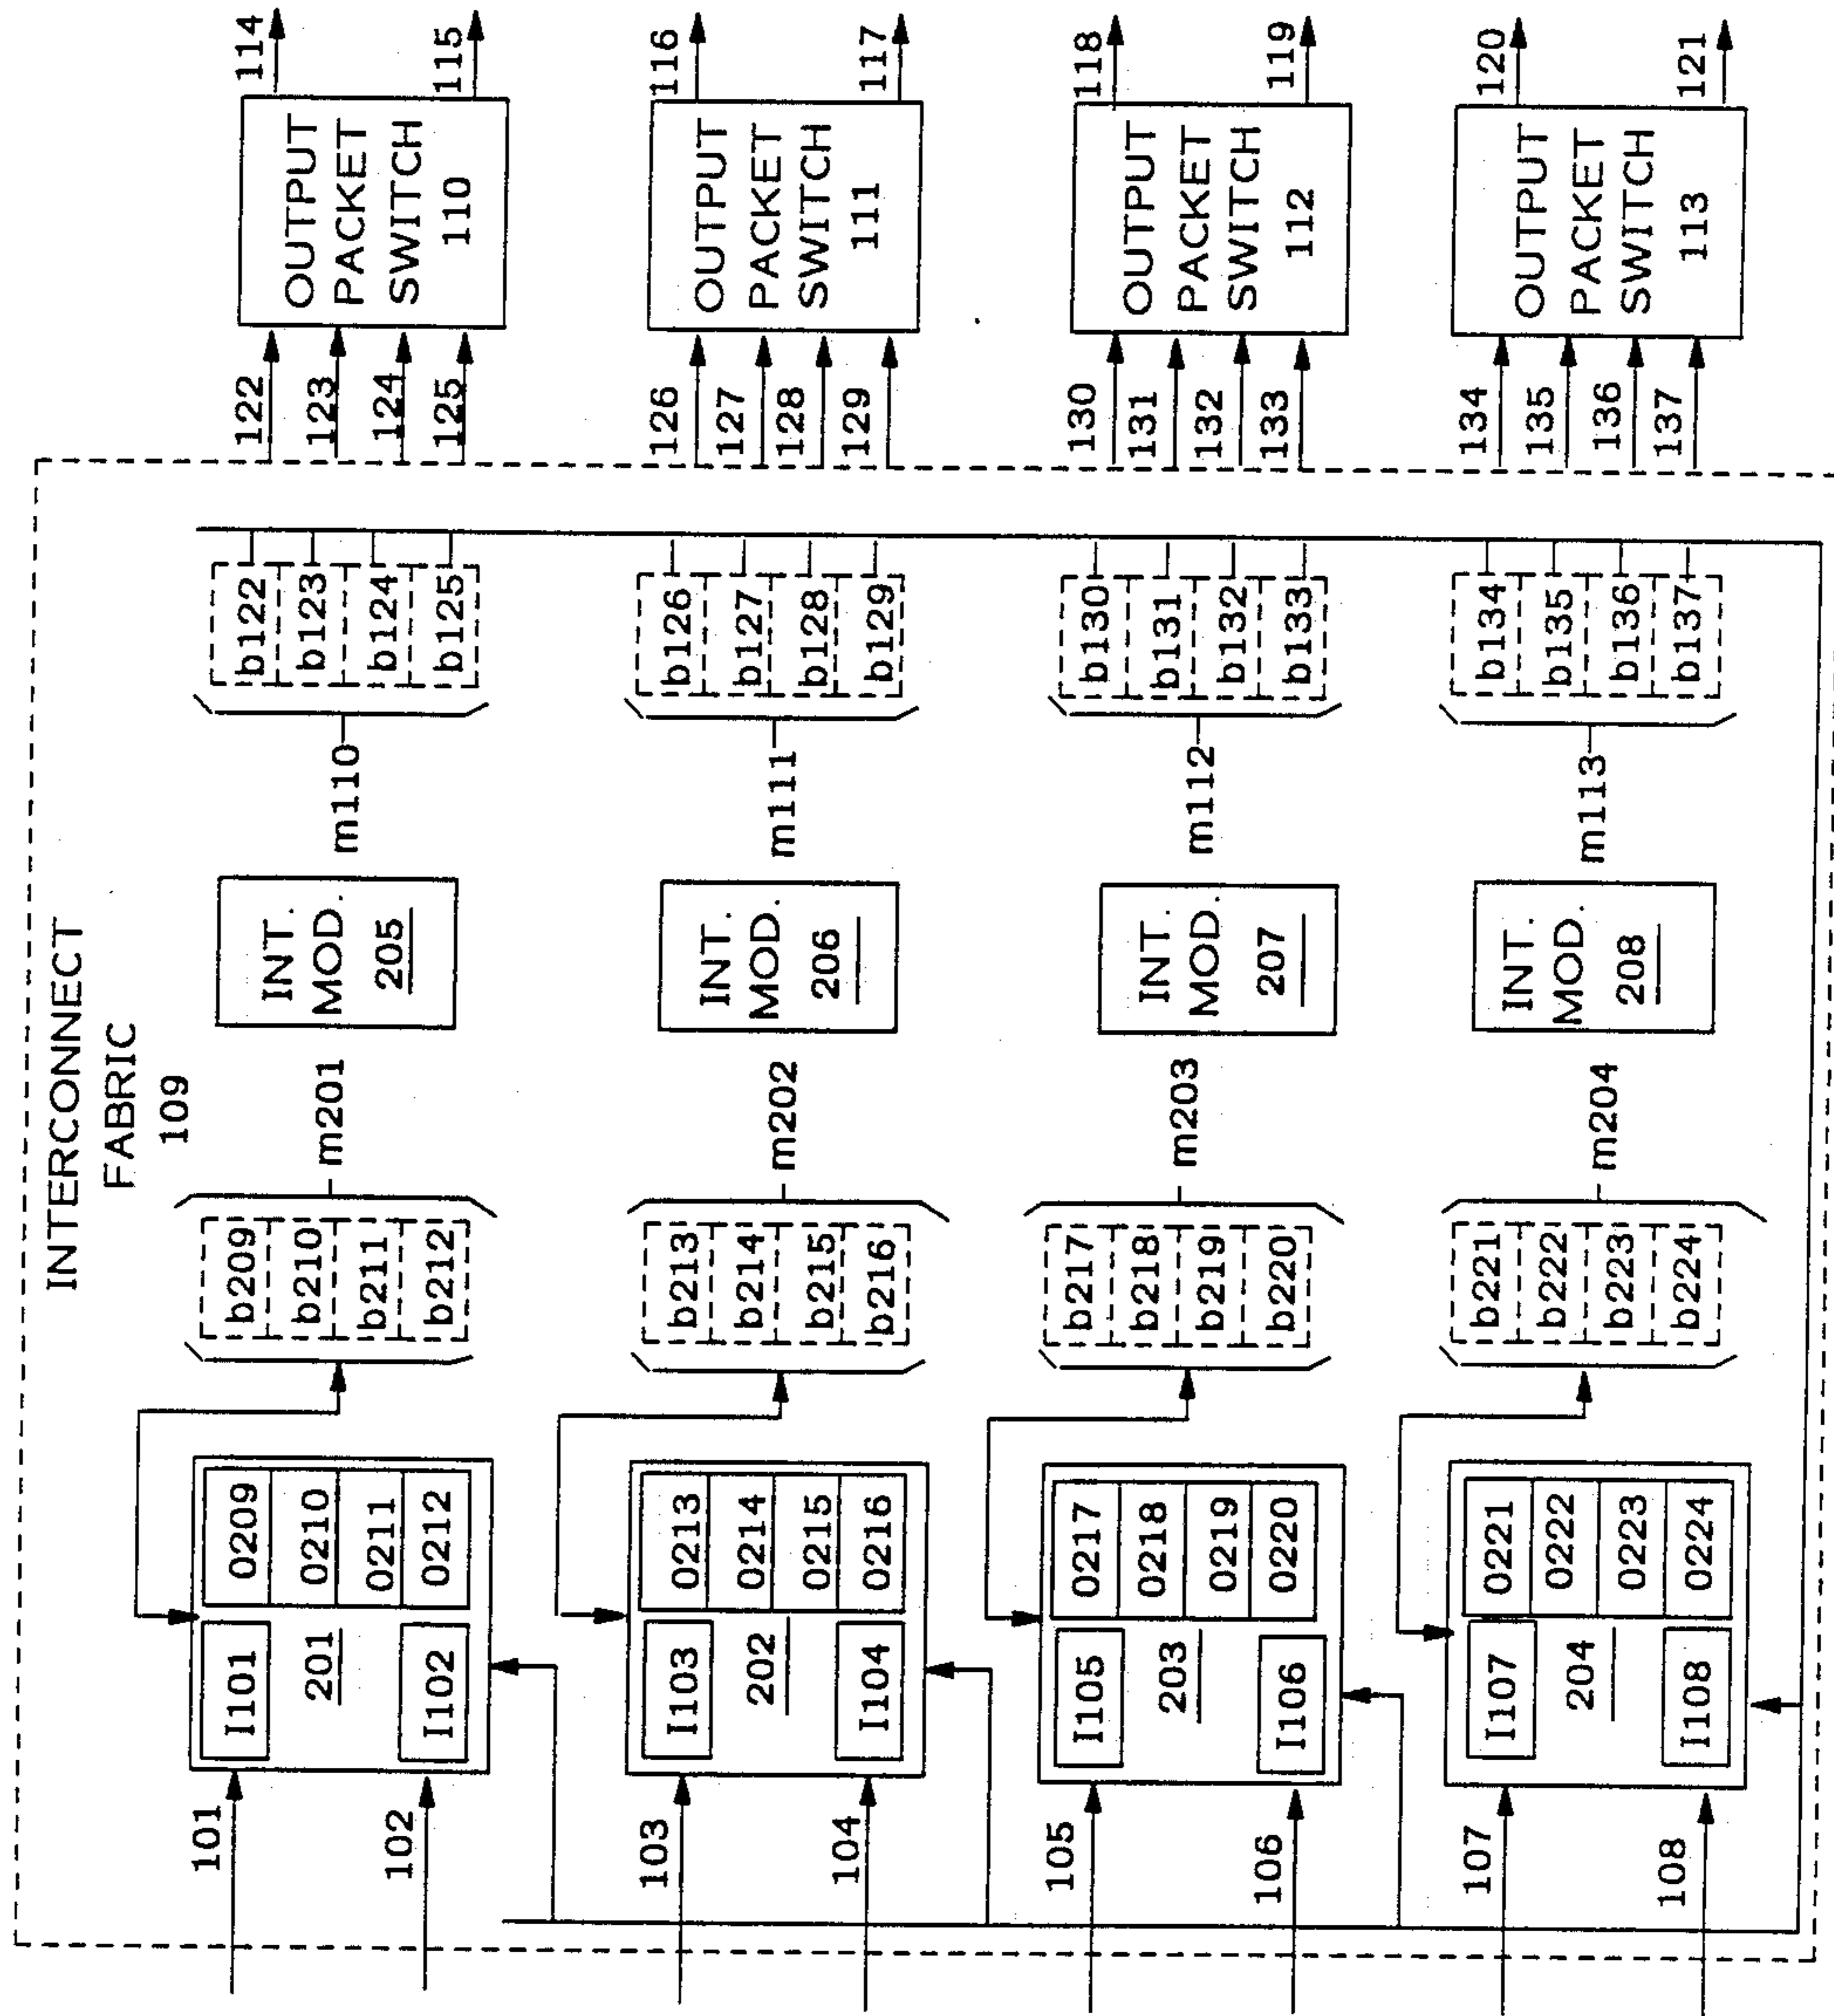 INTERCONNECT
FABRIC
109
101
102
I101
201
I102
0209
0210
0211
0212
b209
b210
b211
b212
m201
INT.
MOD.
205
m110
b122
b123
b124
b125
122
123
124
125
OUTPUT
PACKET
SWITCH
110
114
115
103
104
I103
202
I104
0213
0214
0215
0216
b213
b214
b215
b216
m202
INT.
MOD.
206
m111
b126
b127
b128
b129
126
127
128
129
OUTPUT
PACKET
SWITCH
111
116
117
105
106
I105
203
I106
0217
0218
0219
0220
b217
b218
b219
b220
m203
INT.
MOD.
207
m112
b130
b131
b132
b133
130
131
132
133
OUTPUT
PACKET
SWITCH
112
118
119
107
108
I107
204
I108
0221
0222
0223
0224
b221
b222
b223
b224
m204
INT.
MOD.
208
m113
b134
b135
b136
b137
134
135
136
137
OUTPUT
PACKET
SWITCH
113
120
121